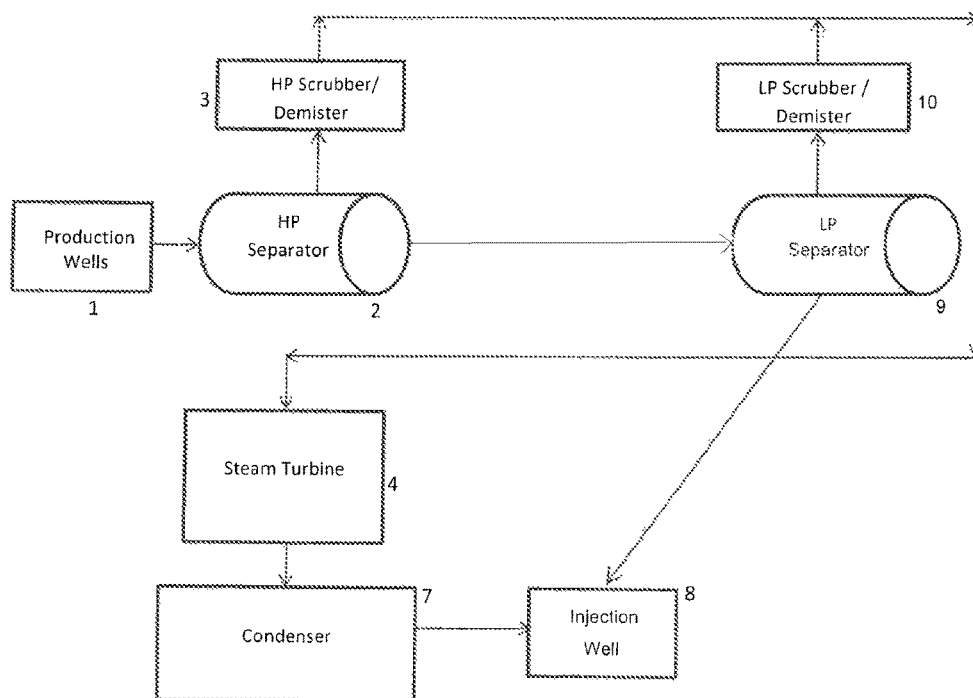 3
HP Scrubber/
Demister
LP Scrubber /
Demister
10
Production
Wells
1
HP
Separator
2
LP
Separator
9
Steam Turbine
4
Condenser
7
Injection
Well
8